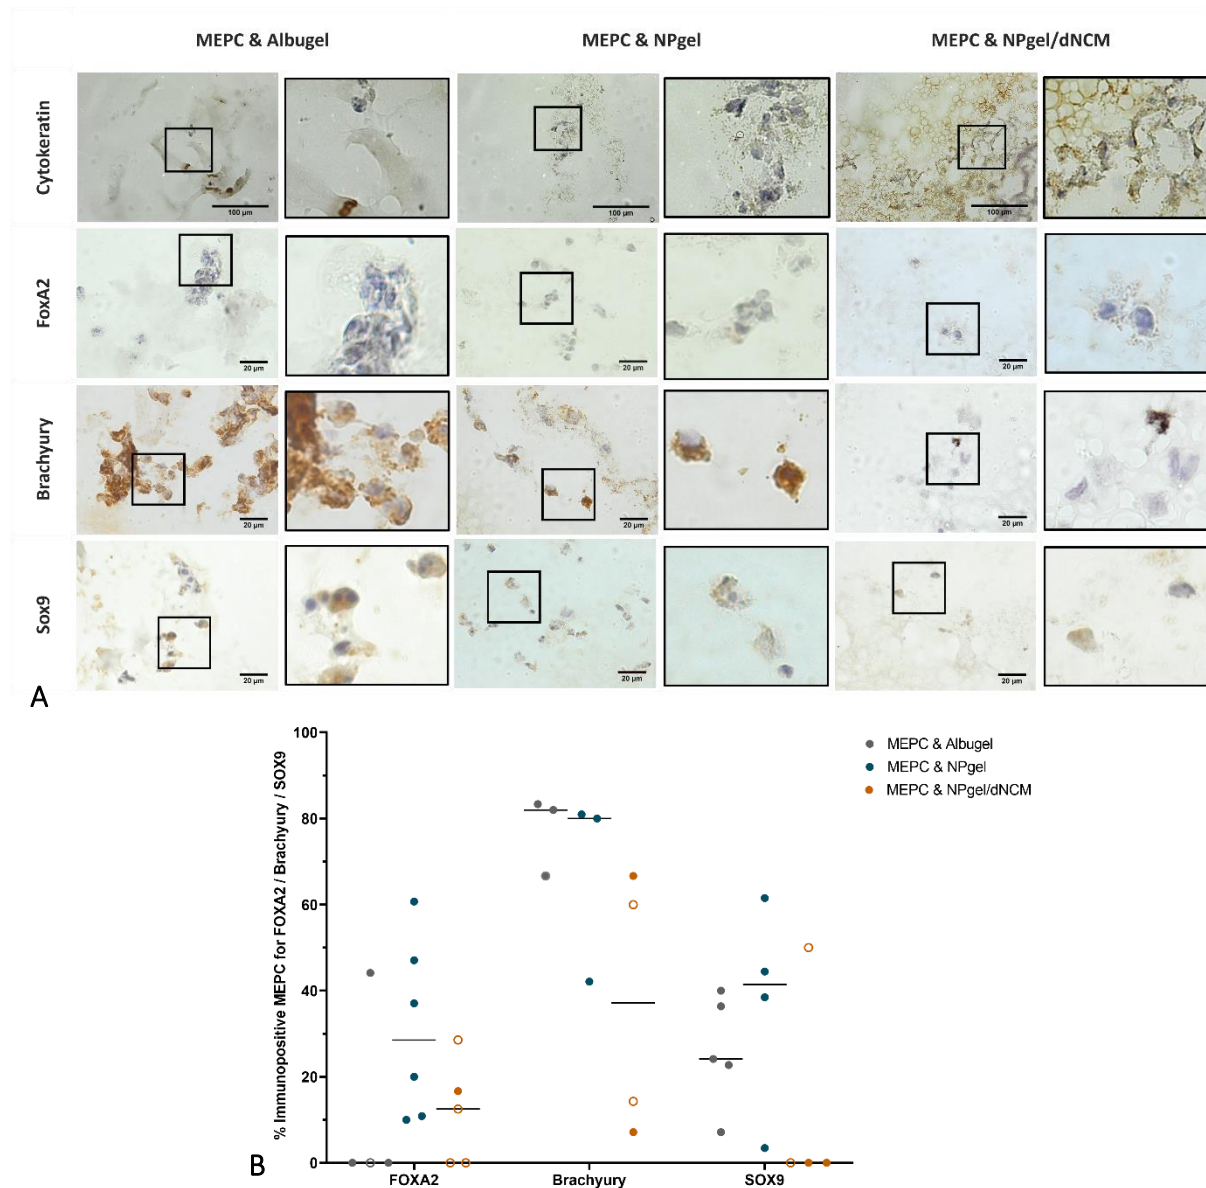 MEPC & Albugel MEPC & NPgel MEPC & NPgel/dNCM
Cytokeratin
100 µm 100 µm 100 µm
FoxA2
20 µm 20 µm 20 µm
Brachyury
20 µm 20 µm 20 µm
Sox9
20 µm 20 µm 20 µm
A
% Immunopositive MEPC for FOXA2 / Brachyury / SOX9
100
80
60
40
20
0
FOXA2 Brachyury SOX9
MEPC & Albugel
MEPC & NPgel
MEPC & NPgel/dNCM
B